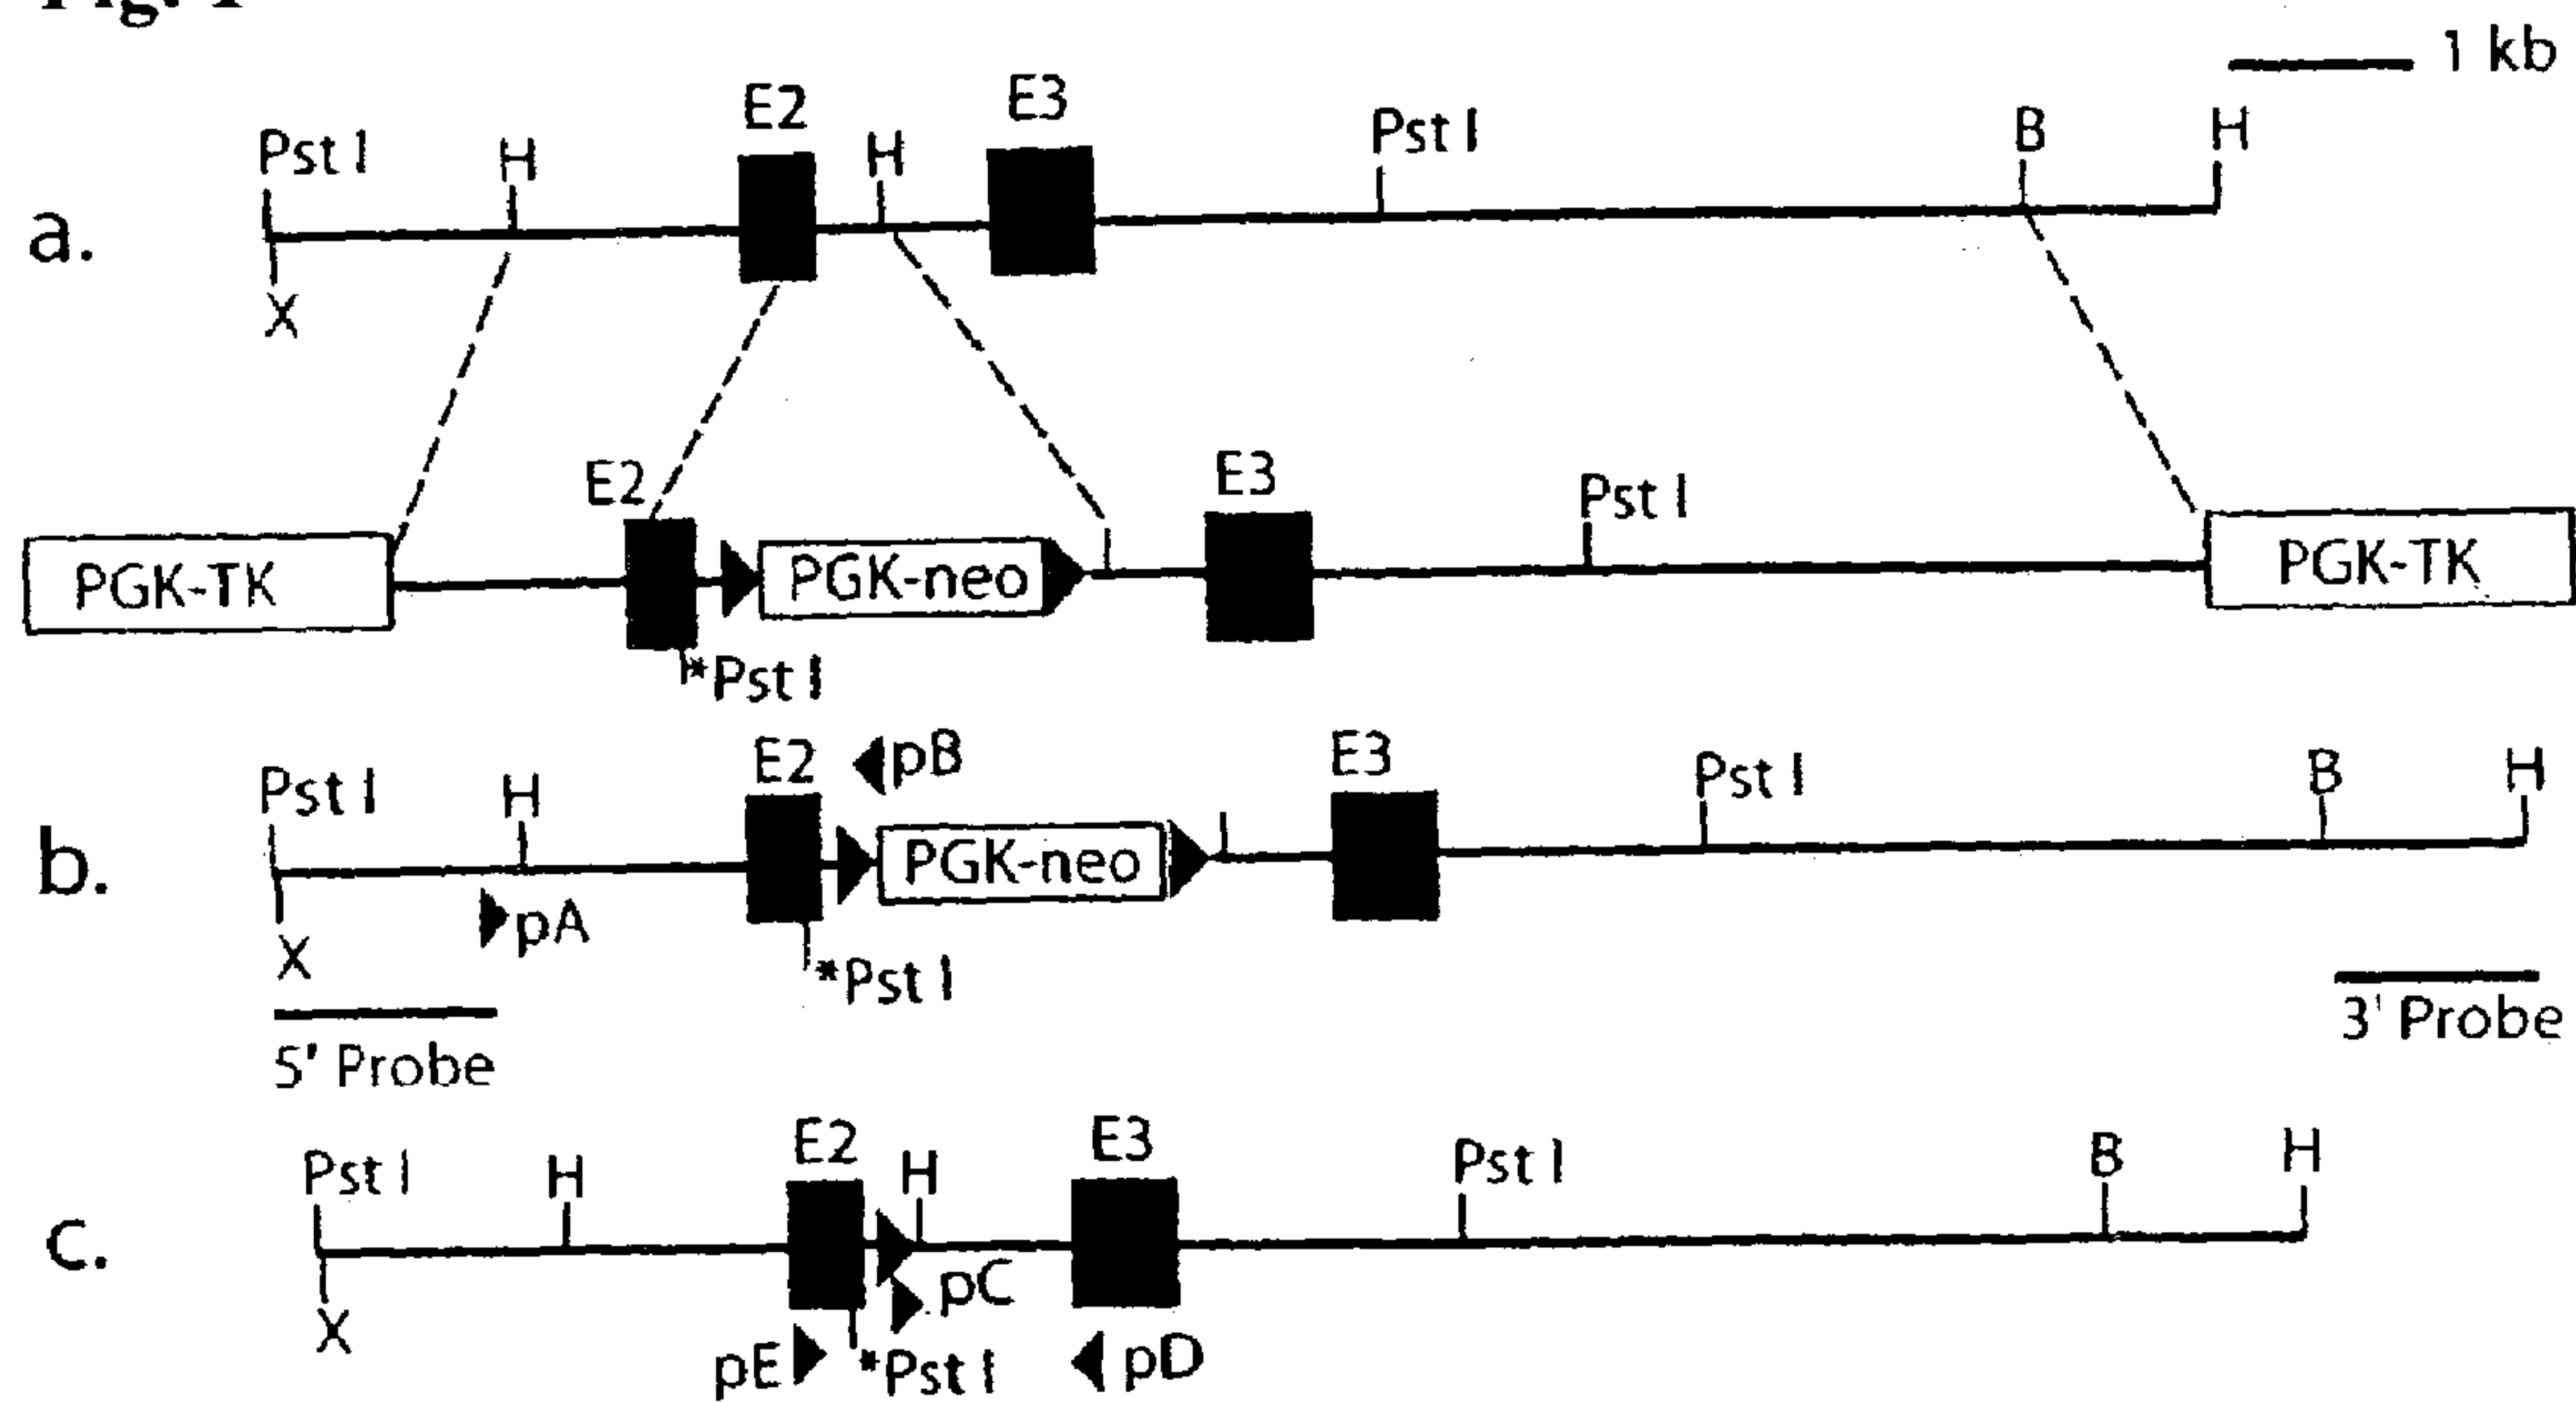 1 kb
E2 E3
Pst I H H Pst I B H
a.
X
E2 E3 Pst I
PGK-TK PGK-neo PGK-TK
*Pst I
E2 pB E3
Pst I H Pst I B H
b. PGK-neo
pA
X *Pst I
5' Probe 3' Probe
E2 E3
Pst I H H Pst I B H
c.
pC
X pE *Pst I pD